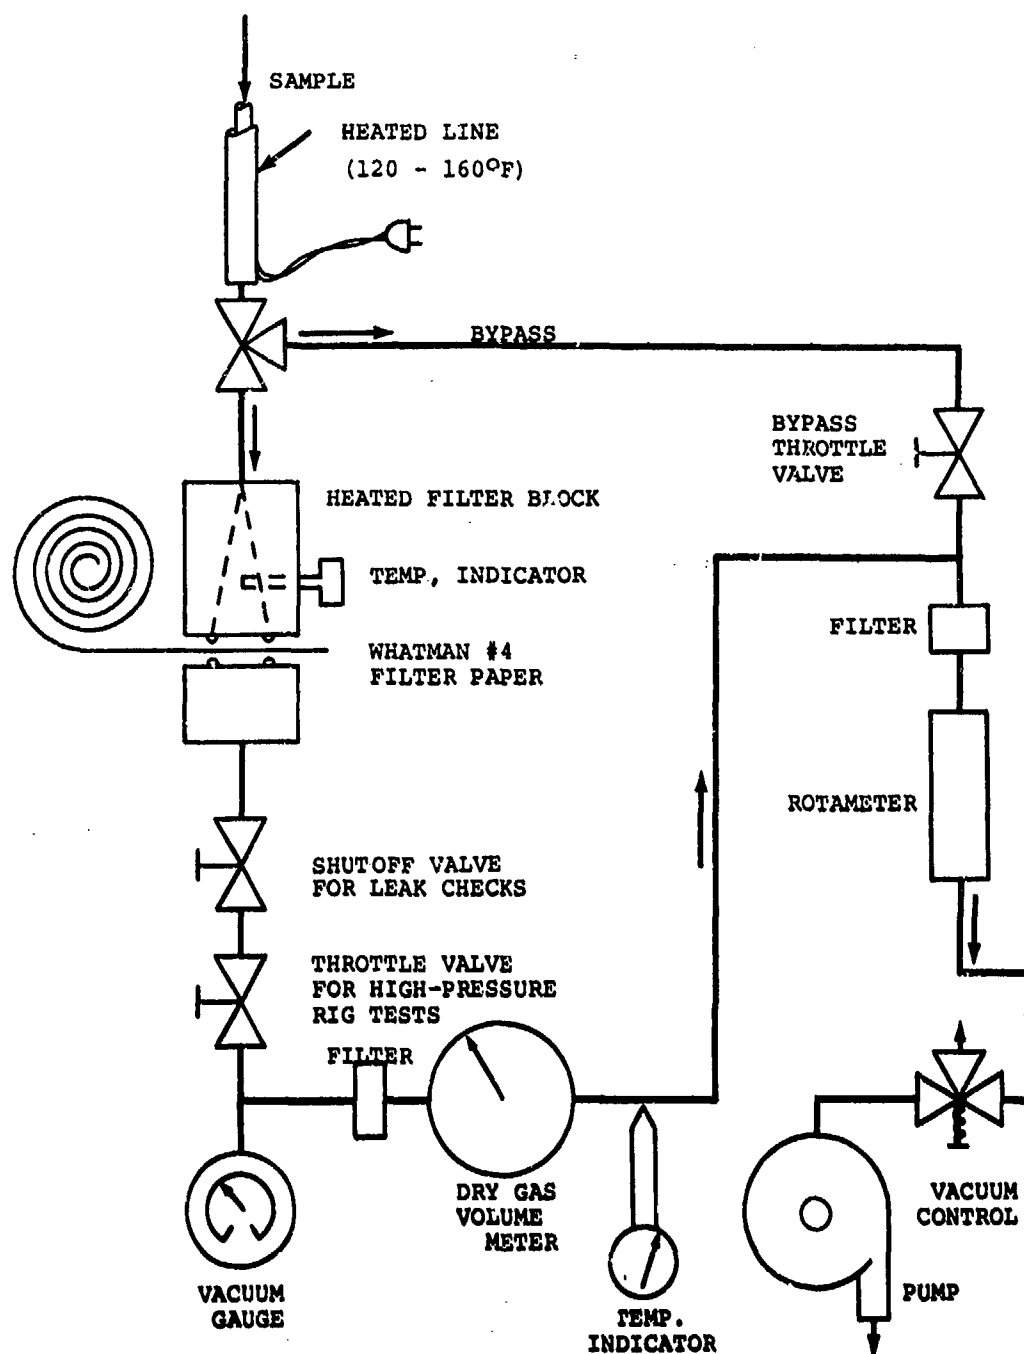 SAMPLE
HEATED LINE
(120 - 160°F)
BYPASS
BYPASS
THROTTLE
VALVE
HEATED FILTER BLOCK
TEMP. INDICATOR
FILTER
WHATMAN #4
FILTER PAPER
ROTAMETER
SHUTOFF VALVE
FOR LEAK CHECKS
THROTTLE VALVE
FOR HIGH-PRESSURE
RIG TESTS
FILTER
DRY GAS
VOLUME
METER
VACUUM
CONTROL
VACUUM
GAUGE
PUMP
TEMP.
INDICATOR